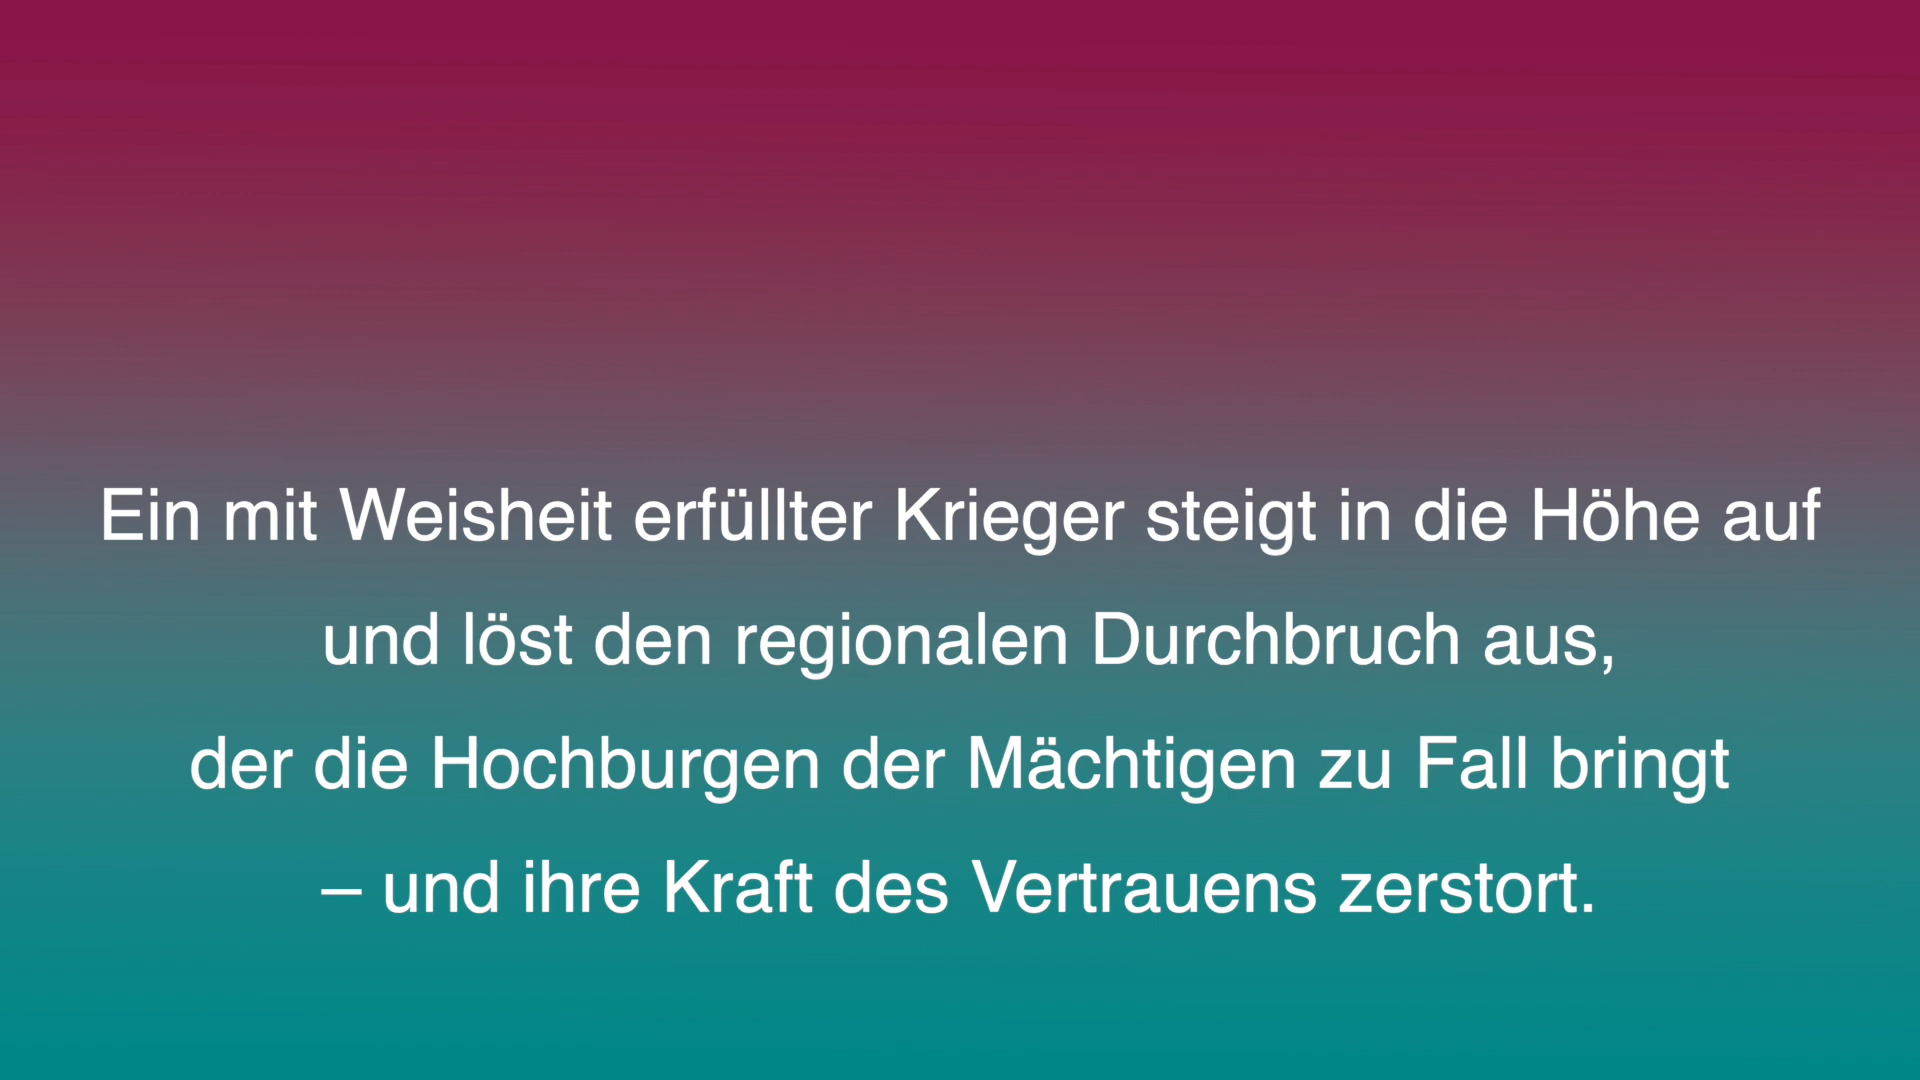 Ein mit Weisheit erfüllter Krieger steigt in die Höhe auf
und löst den regionalen Durchbruch aus,
der die Hochburgen der Mächtigen zu Fall bringt
– und ihre Kraft des Vertrauens zerstort.